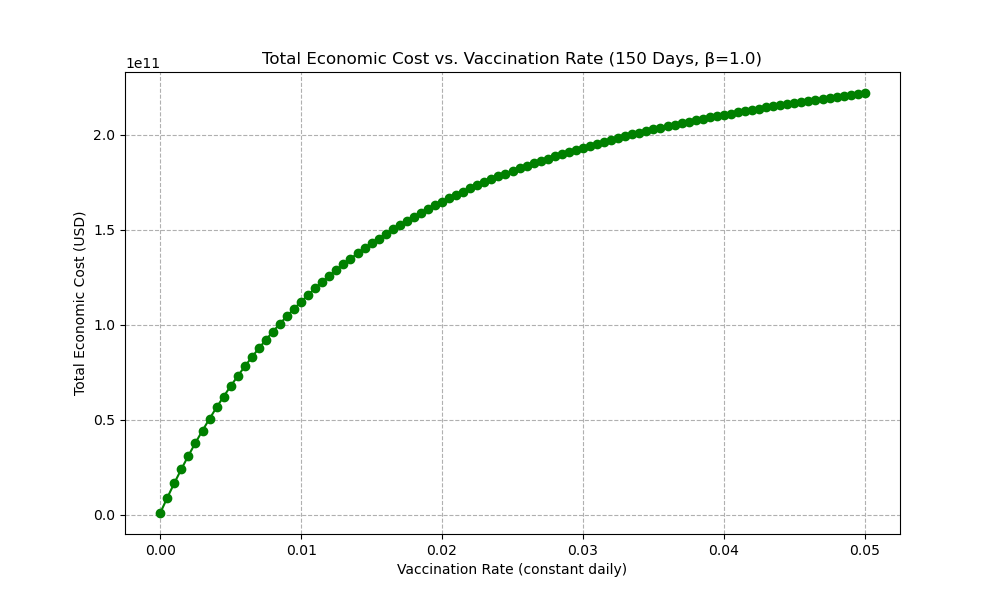 Total Economic Cost vs. Vaccination Rate (150 Days, β=1.0)
1e11
2.0
1.5
1.0
0.5
0.0
Total Economic Cost (USD)
0.00 0.01 0.02 0.03 0.04 0.05
Vaccination Rate (constant daily)